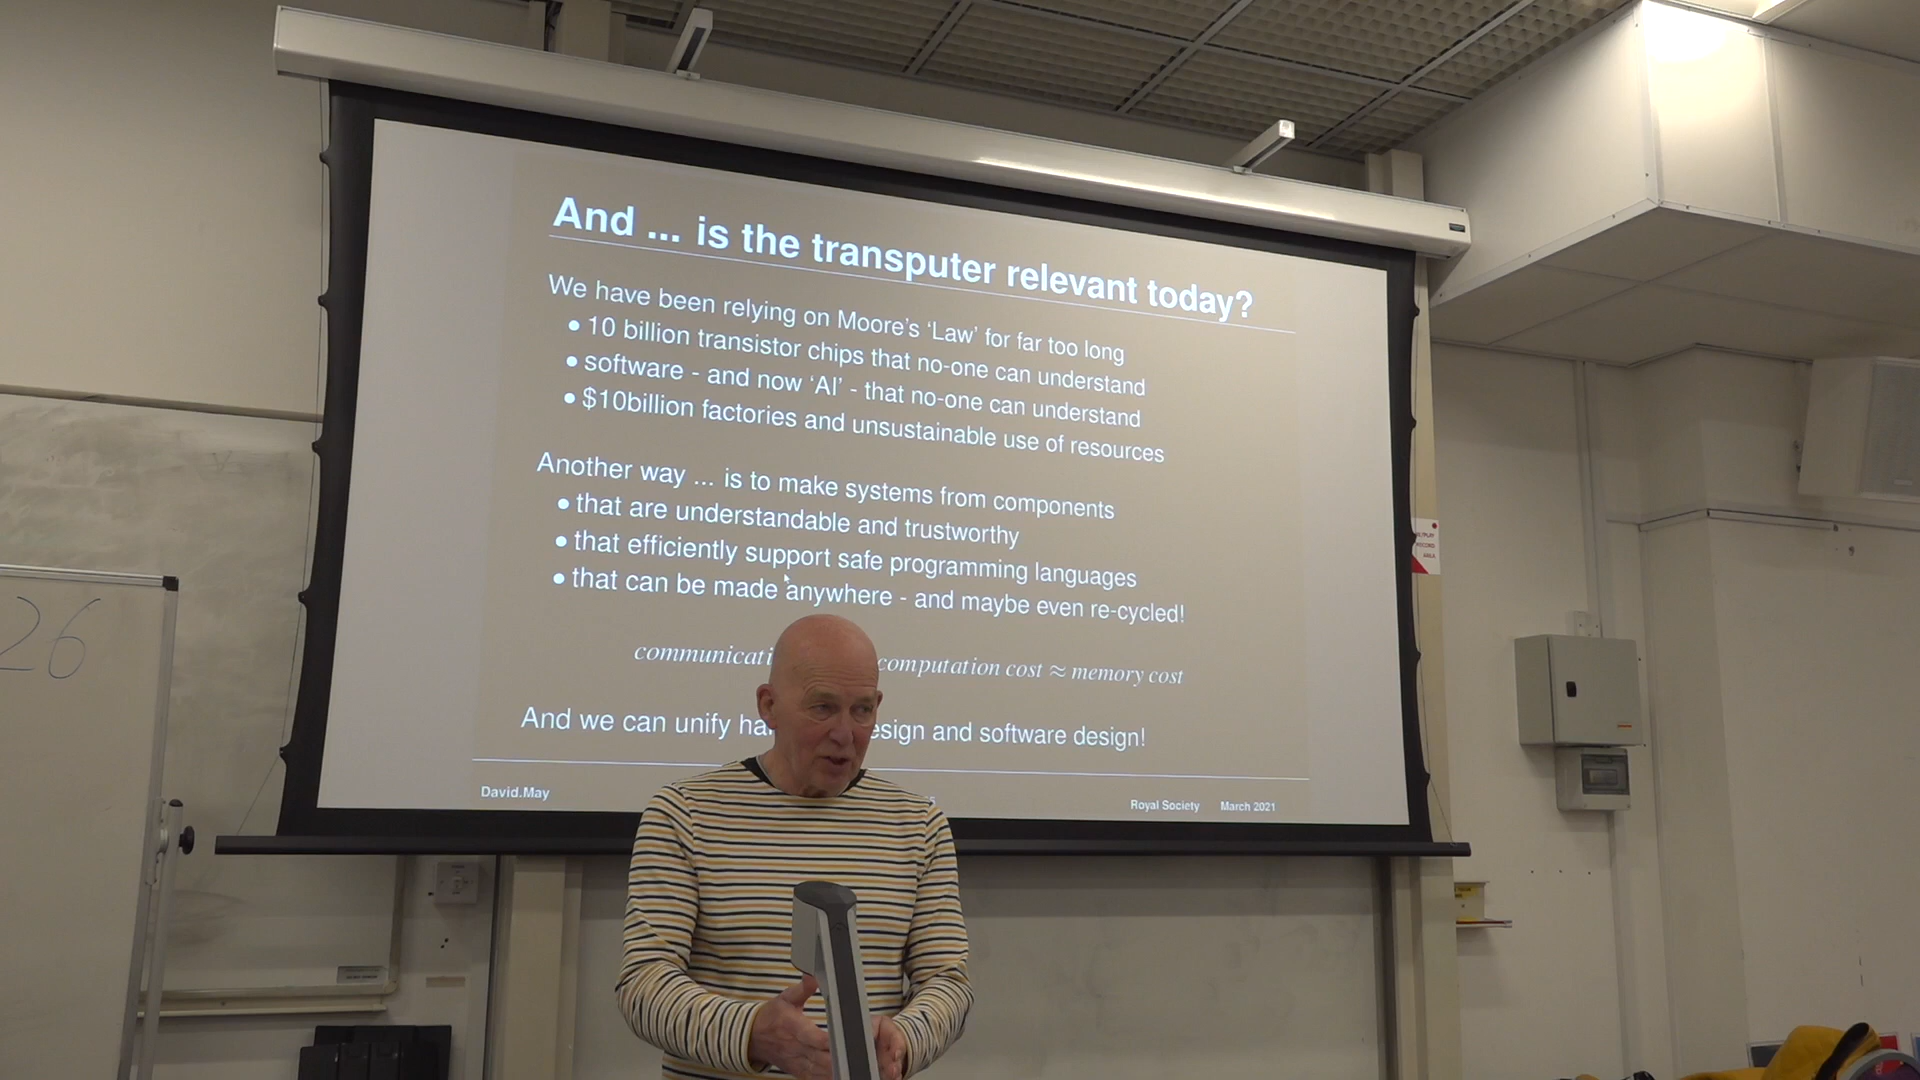 And ... is the transputer relevant today?
We have been relying on Moore's ‘Law’ for far too long
• 10 billion transistor chips that no-one can understand
• software - and now ‘AI’ - that no-one can understand
• $10billion factories and unsustainable use of resources
Another way ... is to make systems from components
• that are understandable and trustworthy
• that efficiently support safe programming languages
• that can be made anywhere - and maybe even re-cycled!
computation cost ≈ memory cost
And we can unify design and software design!
David.May
Royal Society March 2021
26